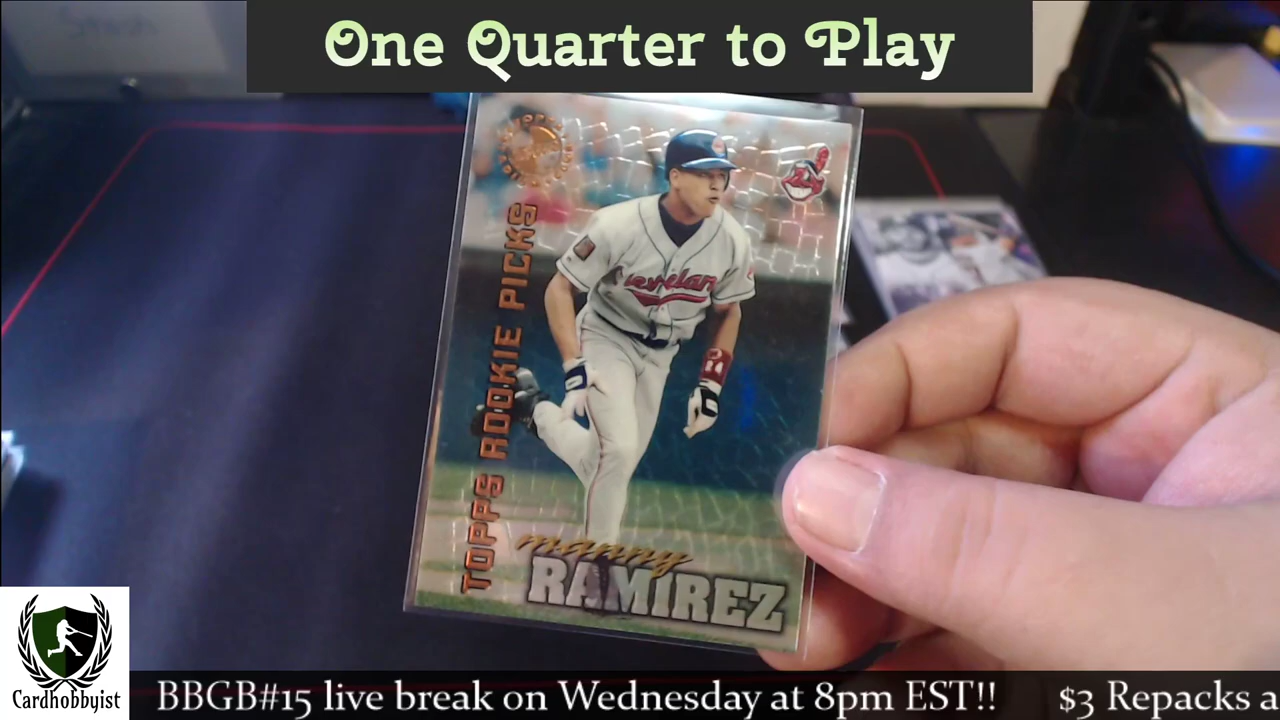 One Quarter to Play
TOPPS ROOKIE PICKS
Cleveland
manny
RAMIREZ
Cardhobbyist
BBGB#15 live break on Wednesday at 8pm EST!!
$3 Repacks a